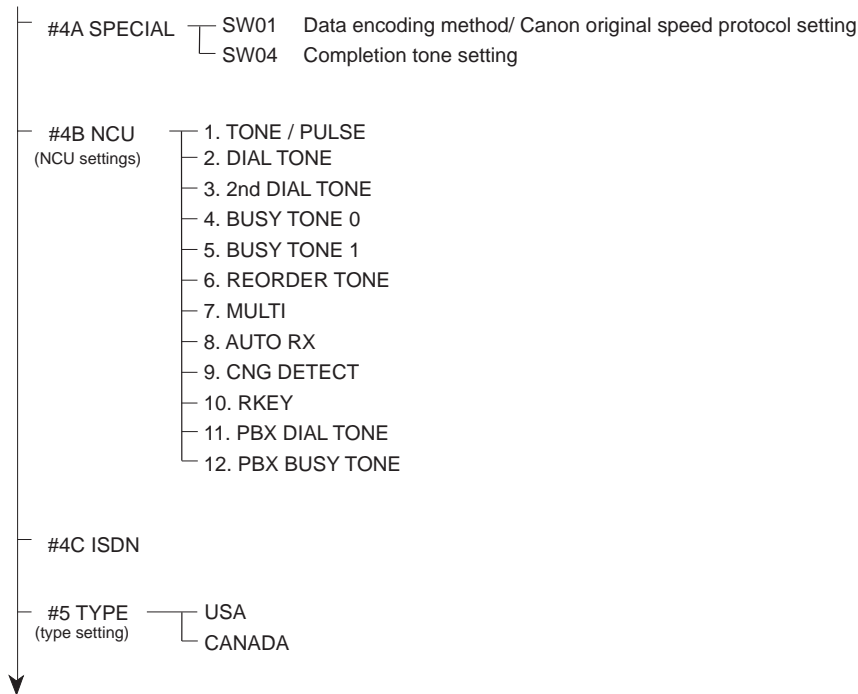 #4A SPECIAL SW01 Data encoding method/ Canon original speed protocol setting
SW04 Completion tone setting
#4B NCU 1. TONE / PULSE
(NCU settings) 2. DIAL TONE
3. 2nd DIAL TONE
4. BUSY TONE 0
5. BUSY TONE 1
6. REORDER TONE
7. MULTI
8. AUTO RX
9. CNG DETECT
10. RKEY
11. PBX DIAL TONE
12. PBX BUSY TONE
#4C ISDN
#5 TYPE USA
(type setting) CANADA